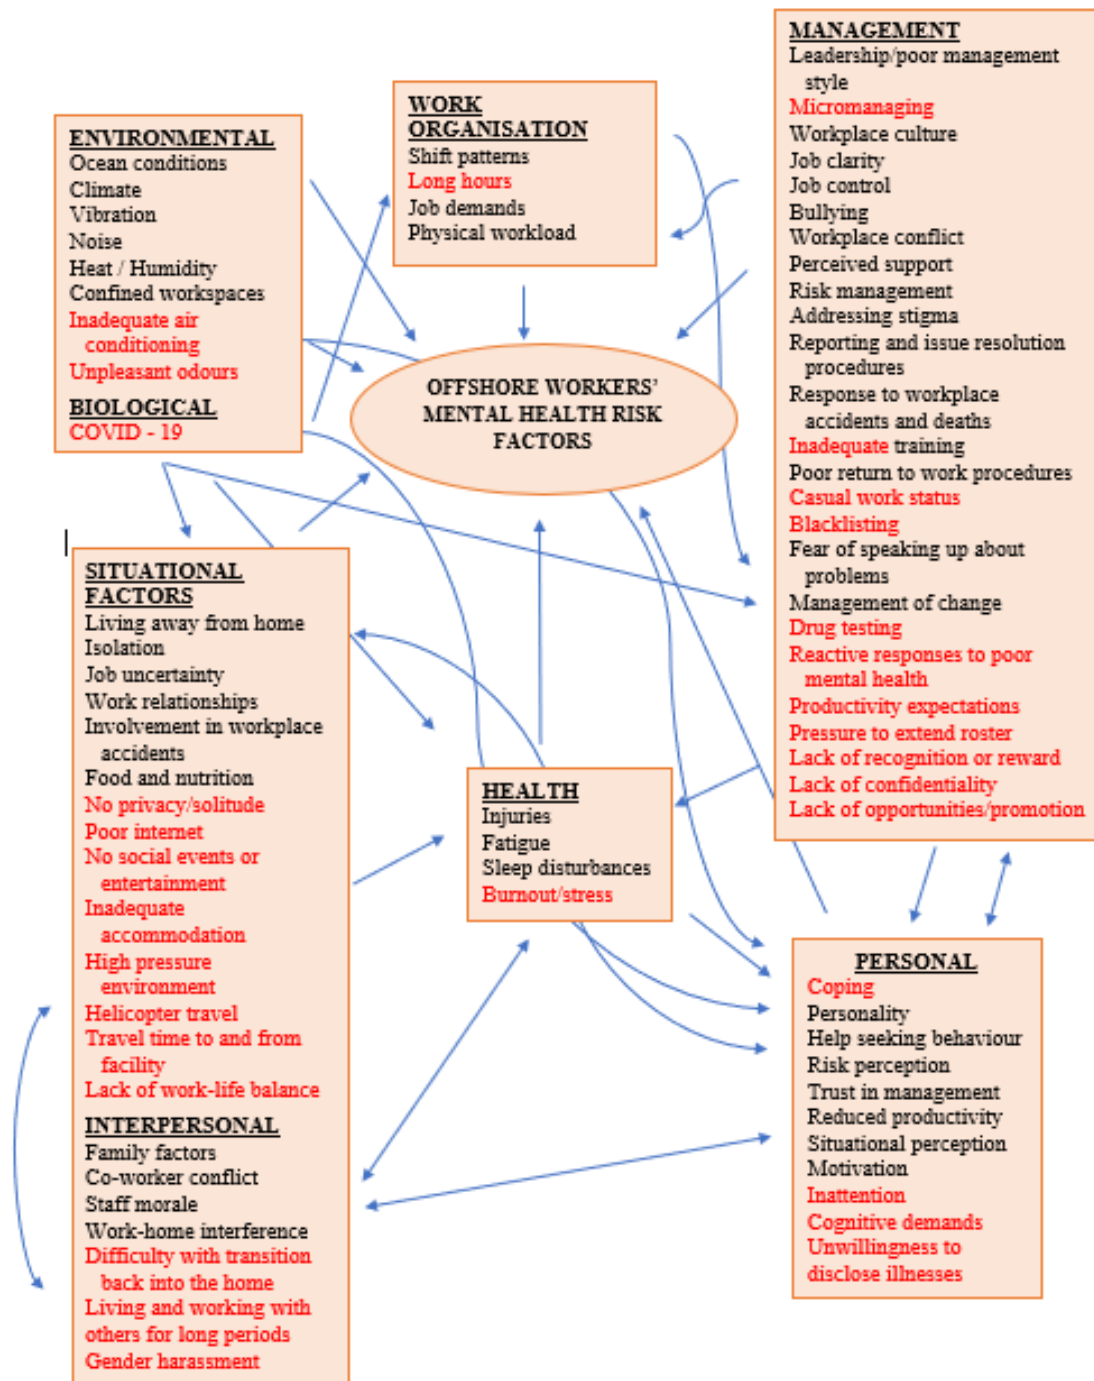 ENVIRONMENTAL
Ocean conditions
Climate
Vibration
Noise
Heat / Humidity
Confined workspaces
Inadequate air
conditioning
Unpleasant odours
BIOLOGICAL
COVID - 19
WORK
ORGANISATION
Shift patterns
Long hours
Job demands
Physical workload
MANAGEMENT
Leadership/poor management
style
Micromanaging
Workplace culture
Job clarity
Job control
Bullying
Workplace conflict
Perceived support
Risk management
Addressing stigma
Reporting and issue resolution
procedures
Response to workplace
accidents and deaths
Inadequate training
Poor return to work procedures
Casual work status
Blacklisting
Fear of speaking up about
problems
Management of change
Drug testing
Reactive responses to poor
mental health
Productivity expectations
Pressure to extend roster
Lack of recognition or reward
Lack of confidentiality
Lack of opportunities/promotion
OFFSHORE WORKERS’
MENTAL HEALTH RISK
FACTORS
SITUATIONAL
FACTORS
Living away from home
Isolation
Job uncertainty
Work relationships
Involvement in workplace
accidents
Food and nutrition
No privacy/solitude
Poor internet
No social events or
entertainment
Inadequate
accommodation
High pressure
environment
Helicopter travel
Travel time to and from
facility
Lack of work-life balance
INTERPERSONAL
Family factors
Co-worker conflict
Staff morale
Work-home interference
Difficulty with transition
back into the home
Living and working with
others for long periods
Gender harassment
HEALTH
Injuries
Fatigue
Sleep disturbances
Burnout/stress
PERSONAL
Coping
Personality
Help seeking behaviour
Risk perception
Trust in management
Reduced productivity
Situational perception
Motivation
Inattention
Cognitive demands
Unwillingness to
disclose illnesses